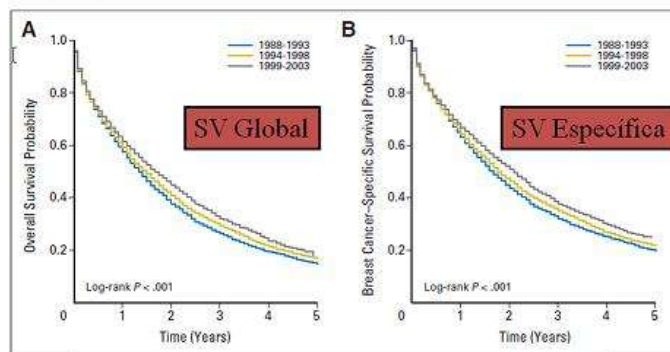 A
Overall Survival Probability
1.0
0.8
0.6
0.4
0.2
0
1988-1993
1994-1998
1999-2003
SV Global
Log-rank P < .001
1
2
3
4
5
Time (Years)
B
Breast Cancer–Specific Survival Probability
1.0
0.8
0.6
0.4
0.2
0
1988-1993
1994-1998
1999-2003
SV Específica
Log-rank P < .001
1
2
3
4
5
Time (Years)